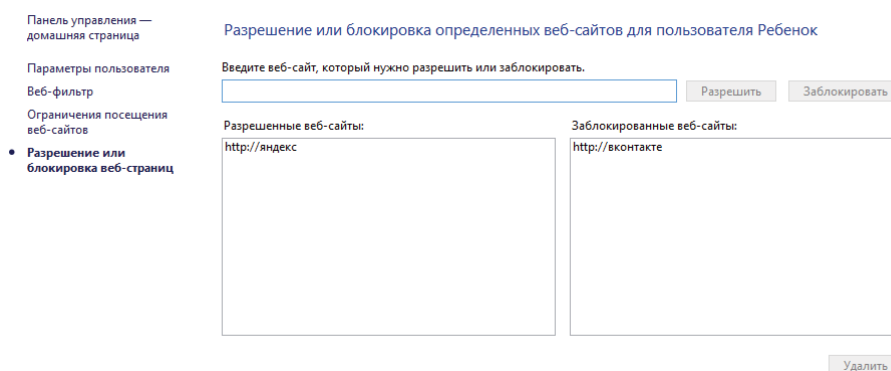 Панель управления —
домашняя страница
Параметры пользователя
Веб-фильтр
Ограничения посещения
веб-сайтов
Разрешение или
блокировка веб-страниц
Разрешение или блокировка определенных веб-сайтов для пользователя Ребенок
Введите веб-сайт, который нужно разрешить или заблокировать.
Разрешить
Заблокировать
Разрешенные веб-сайты:
http://яндекс
Заблокированные веб-сайты:
http://вконтакте
Удалить